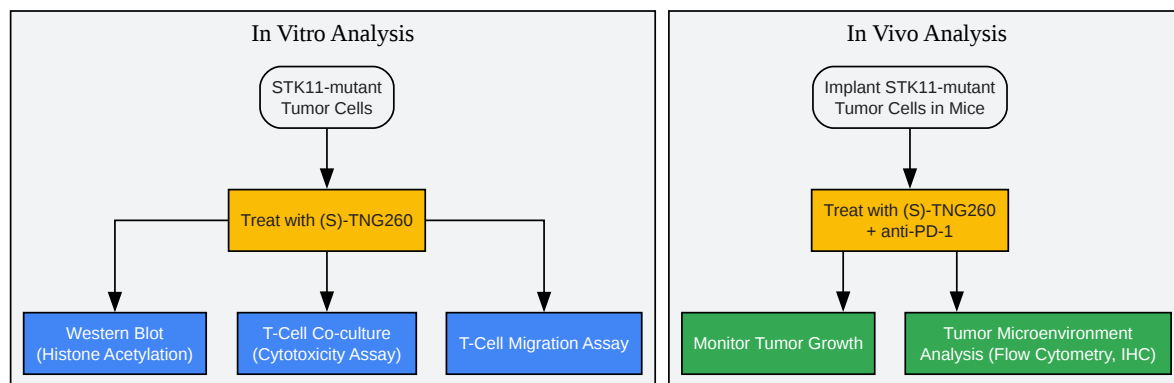 In Vitro Analysis
STK11-mutant
Tumor Cells
Treat with (S)-TNG260
Western Blot
(Histone Acetylation)
T-Cell Co-culture
(Cytotoxicity Assay)
T-Cell Migration Assay
In Vivo Analysis
Implant STK11-mutant
Tumor Cells in Mice
Treat with (S)-TNG260
+ anti-PD-1
Monitor Tumor Growth
Tumor Microenvironment
Analysis (Flow Cytometry, IHC)